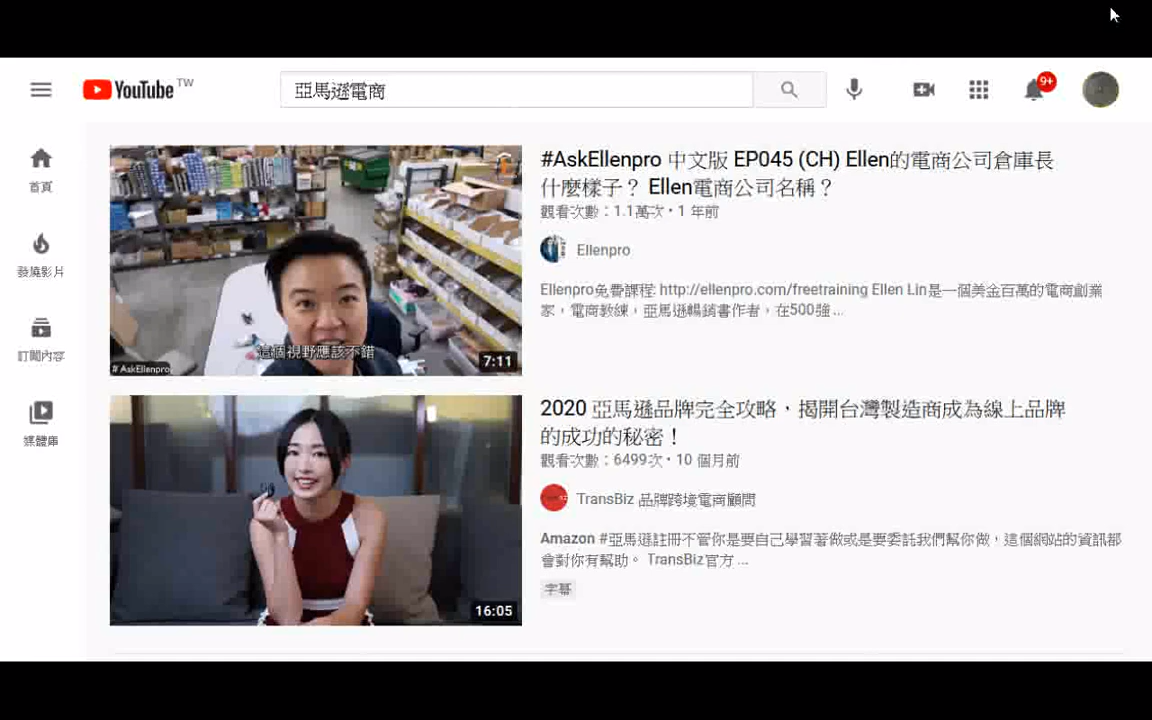 YouTube TW
亞馬遜電商
9+
首頁
發燒影片
訂閱內容
媒體庫
這個視野應該不錯
# AskEllenpro
7:11
#AskEllenpro 中文版 EP045 (CH) Ellen的電商公司倉庫長
什麼樣子？ Ellen電商公司名稱？
觀看次數：1.1萬次 • 1 年前
Ellenpro
Ellenpro免費課程: http://ellenpro.com/freetraining Ellen Lin是一個美金百萬的電商創業
家，電商教練，亞馬遜暢銷書作者，在500強 ...
16:05
2020 亞馬遜品牌完全攻略，揭開台灣製造商成為線上品牌
的成功的秘密！
觀看次數：6499次 • 10 個月前
TransBiz 品牌跨境電商顧問
Amazon #亞馬遜註冊不管你是要自己學習著做或是要委託我們幫你做，這個網站的資訊都
會對你有幫助。 TransBiz官方 ...
字幕